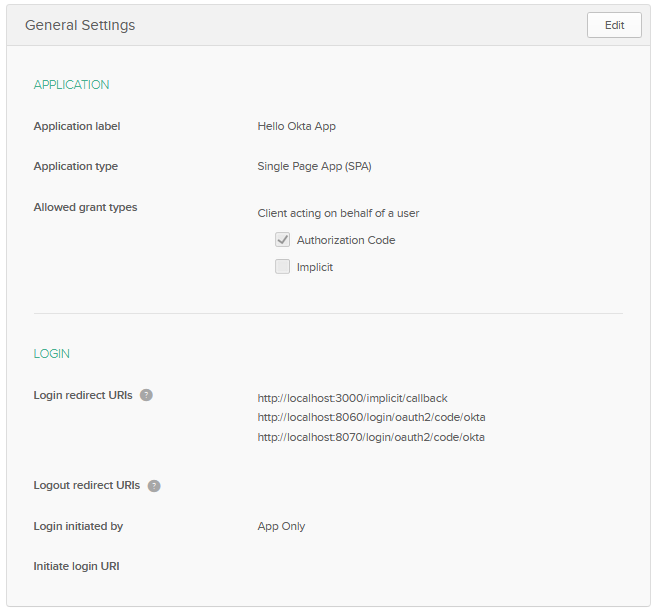 General Settings
Edit
APPLICATION
Application label
Hello Okta App
Application type
Single Page App (SPA)
Allowed grant types
Client acting on behalf of a user
Authorization Code
Implicit
LOGIN
Login redirect URIs ?
http://localhost:3000/implicit/callback
http://localhost:8060/login/oauth2/code/okta
http://localhost:8070/login/oauth2/code/okta
Logout redirect URIs ?
Login initiated by
App Only
Initiate login URI